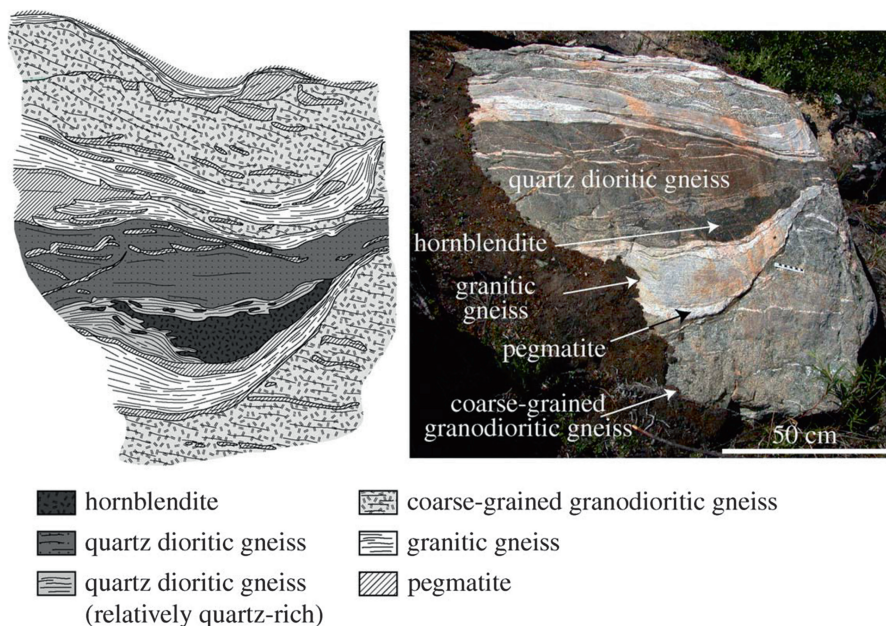 quartz dioritic gneiss
hornblendite
granitic
gneiss
pegmatite
coarse-grained
granodioritic gneiss
50 cm
hornblendite
quartz dioritic gneiss
quartz dioritic gneiss
(relatively quartz-rich)
coarse-grained granodioritic gneiss
granitic gneiss
pegmatite